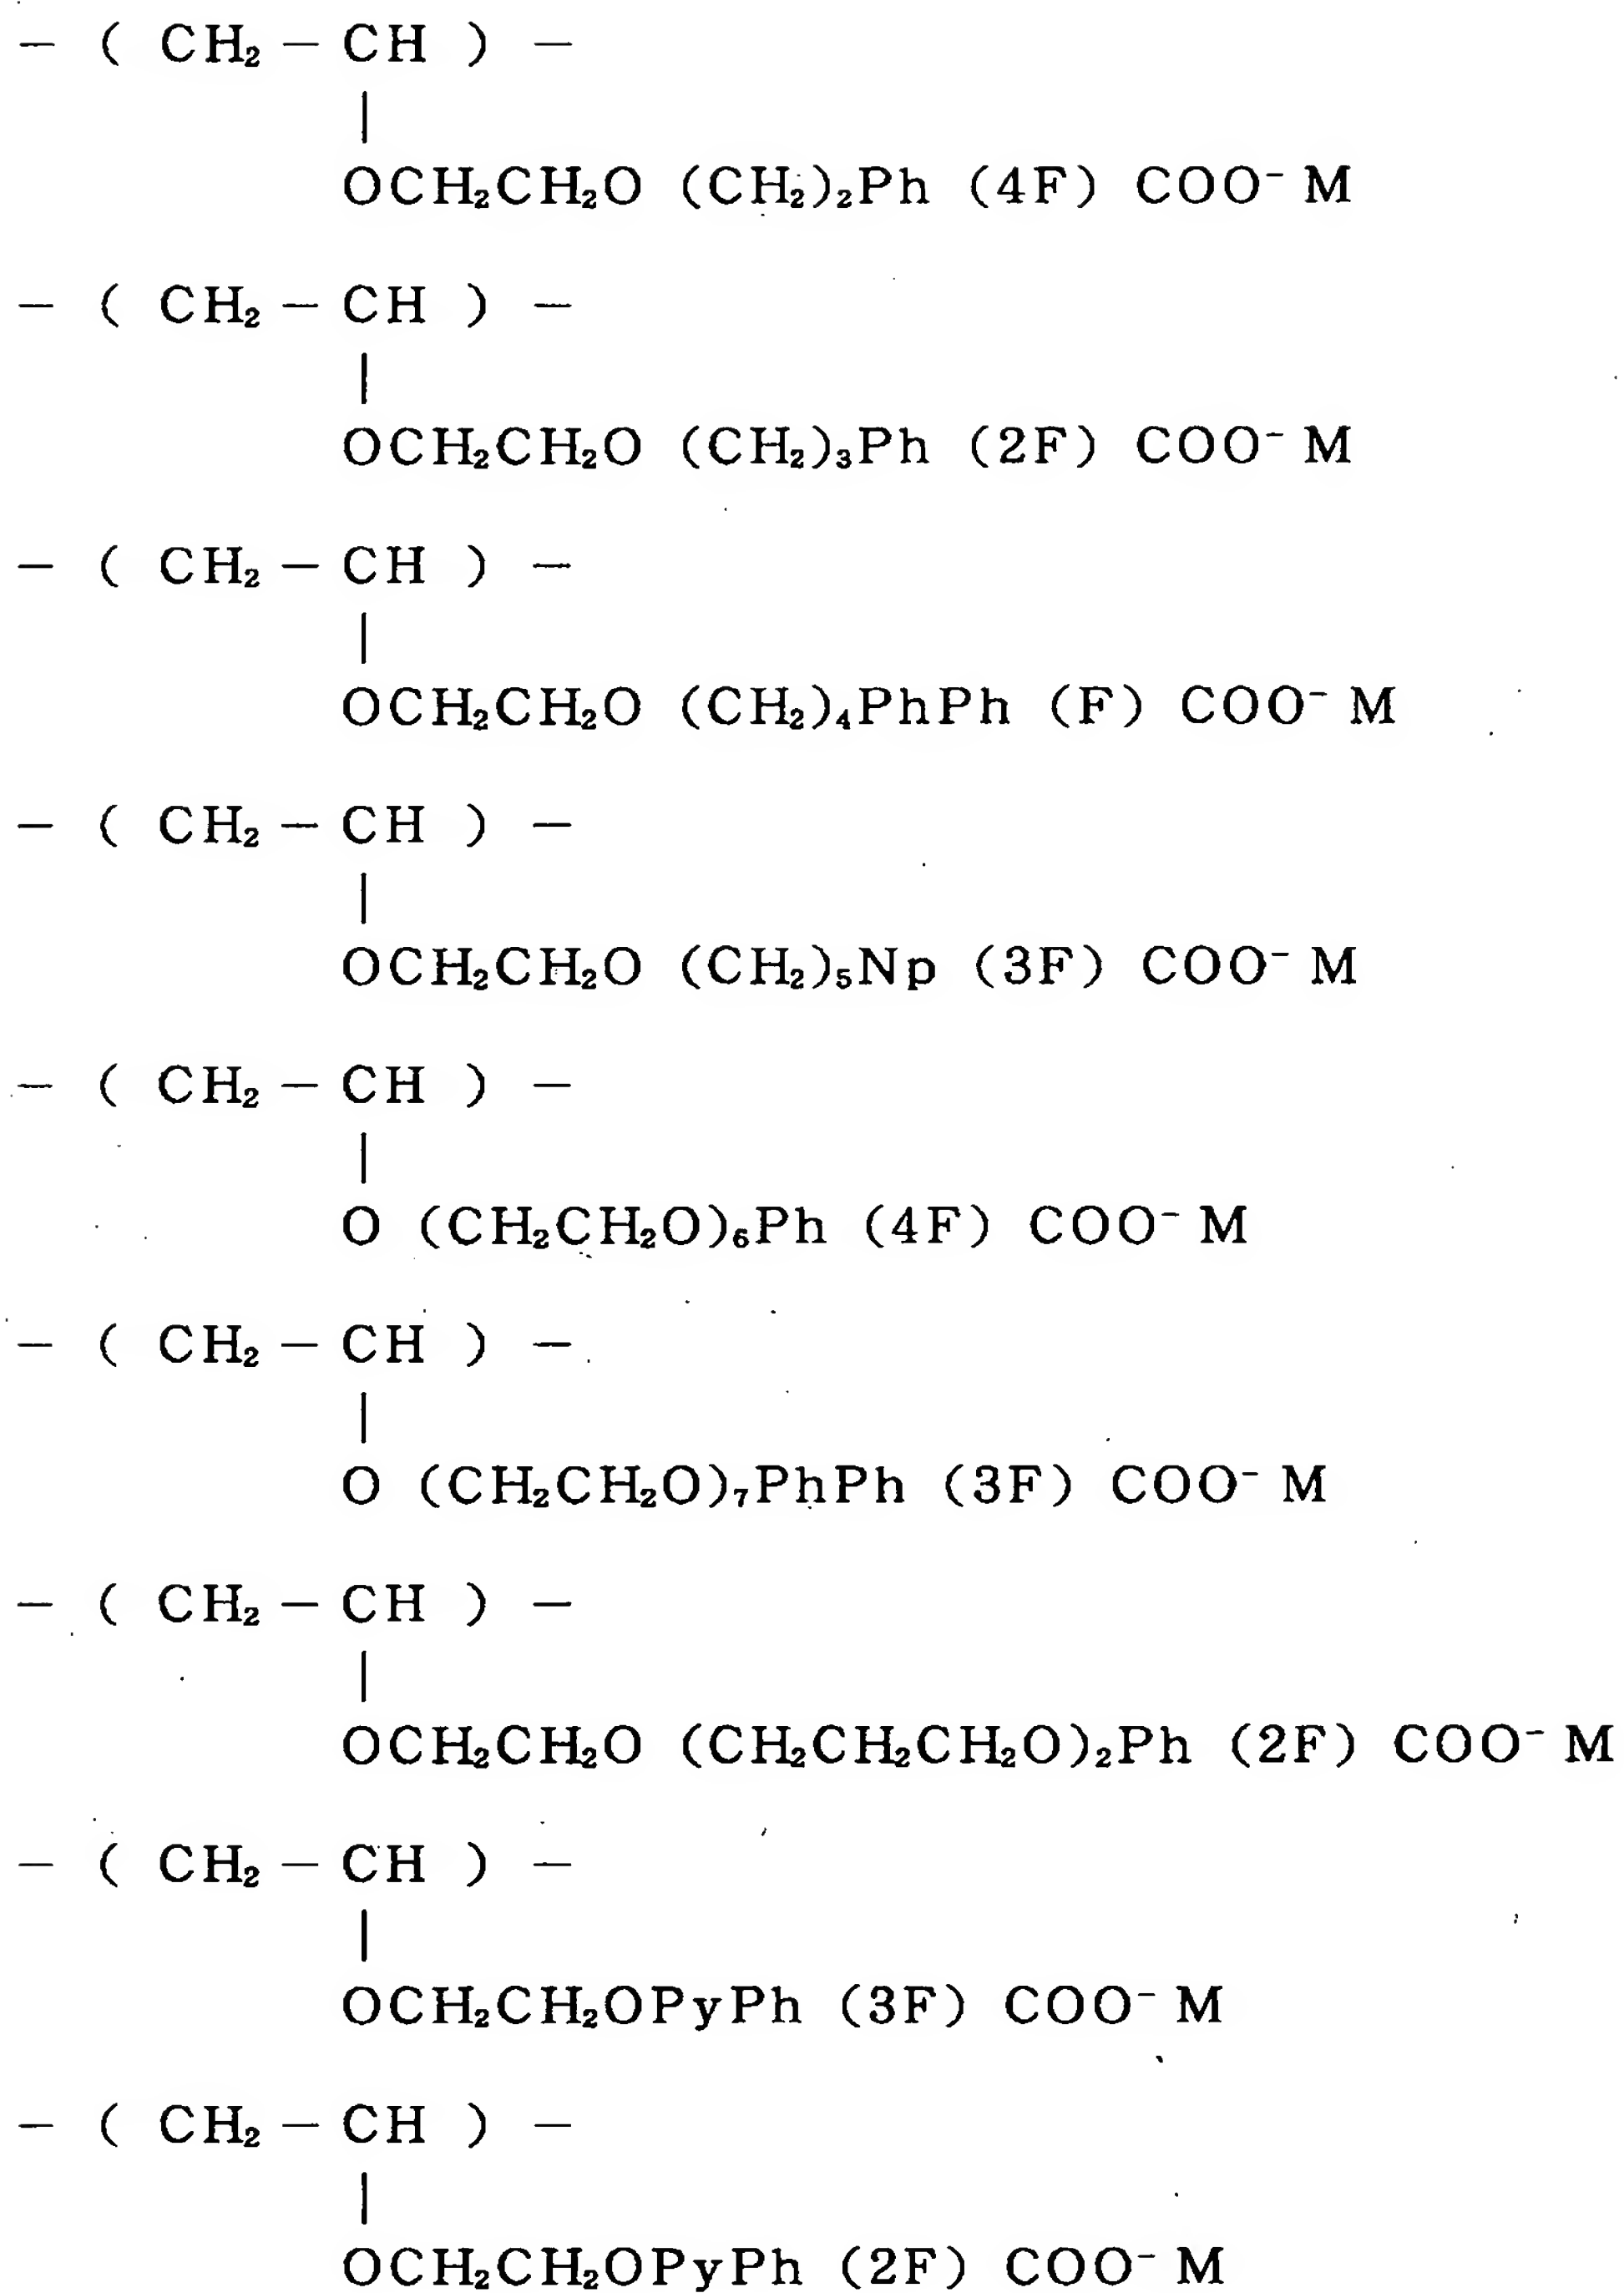 − ( CH₂ − CH ) −
|
OCH₂CH₂O (CH₂)₂Ph (4F) COO⁻ M
− ( CH₂ − CH ) −
|
OCH₂CH₂O (CH₂)₃Ph (2F) COO⁻ M
− ( CH₂ − CH ) −
|
OCH₂CH₂O (CH₂)₄PhPh (F) COO⁻ M
− ( CH₂ − CH ) −
|
OCH₂CH₂O (CH₂)₅Np (3F) COO⁻ M
− ( CH₂ − CH ) −
|
O (CH₂CH₂O)₆Ph (4F) COO⁻ M
− ( CH₂ − CH ) −
|
O (CH₂CH₂O)₇PhPh (3F) COO⁻ M
− ( CH₂ − CH ) −
|
OCH₂CH₂O (CH₂CH₂CH₂O)₂Ph (2F) COO⁻ M
− ( CH₂ − CH ) −
|
OCH₂CH₂OPyPh (3F) COO⁻ M
− ( CH₂ − CH ) −
|
OCH₂CH₂OPyPh (2F) COO⁻ M